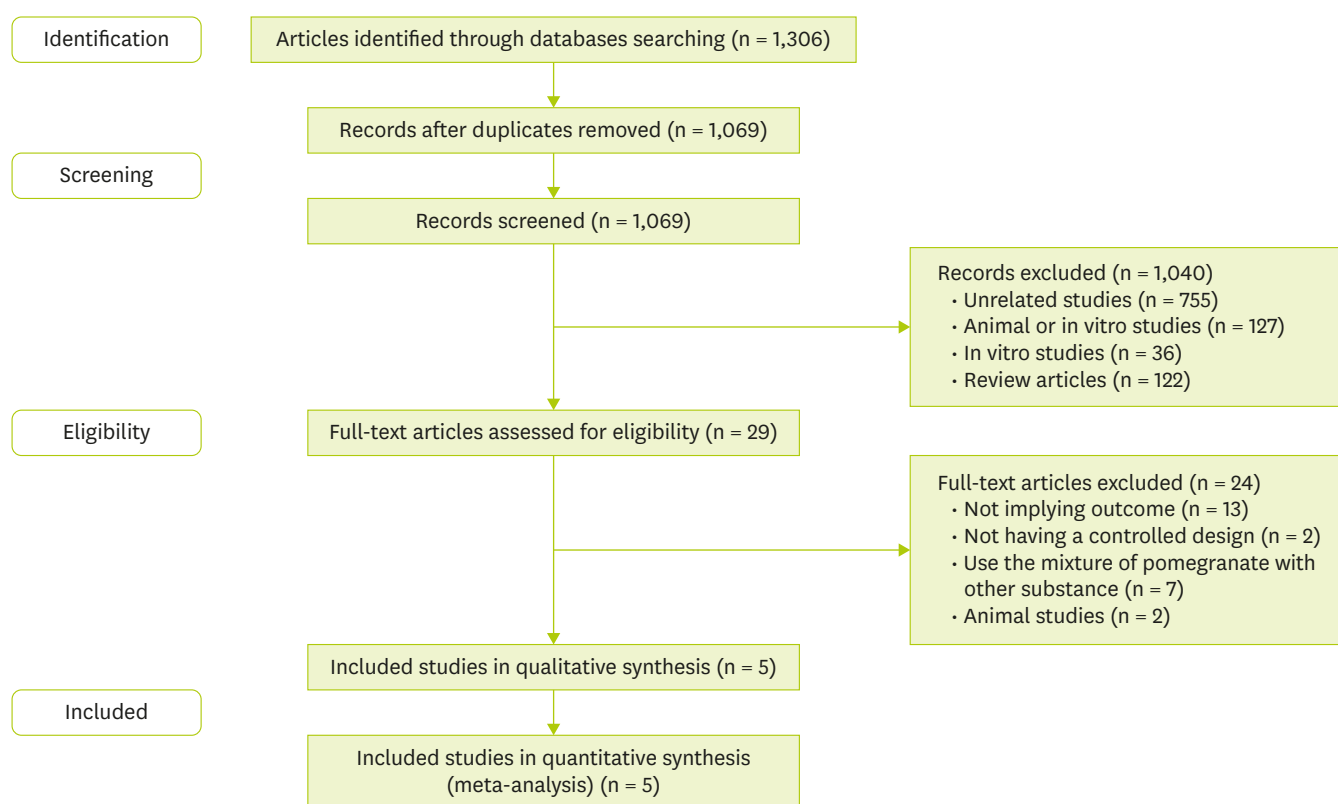 Identification
Articles identified through databases searching (n = 1,306)
Records after duplicates removed (n = 1,069)
Screening
Records screened (n = 1,069)
Records excluded (n = 1,040)
• Unrelated studies (n = 755)
• Animal or in vitro studies (n = 127)
• In vitro studies (n = 36)
• Review articles (n = 122)
Eligibility
Full-text articles assessed for eligibility (n = 29)
Full-text articles excluded (n = 24)
• Not implying outcome (n = 13)
• Not having a controlled design (n = 2)
• Use the mixture of pomegranate with
other substance (n = 7)
• Animal studies (n = 2)
Included studies in qualitative synthesis (n = 5)
Included
Included studies in quantitative synthesis
(meta-analysis) (n = 5)